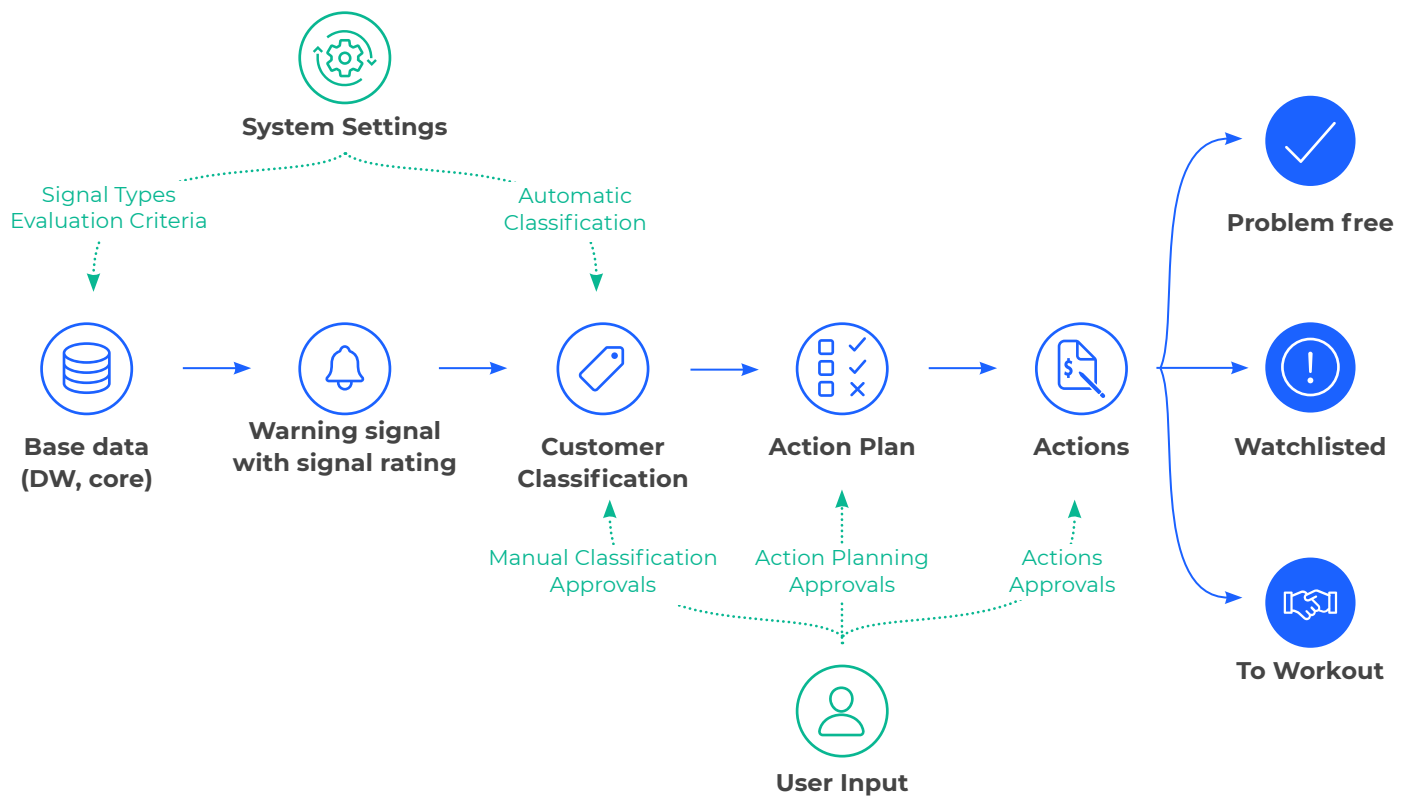 System Settings
Signal Types
Evaluation Criteria
Automatic
Classification
Problem free
Base data
(DW, core)
Warning signal
with signal rating
Customer
Classification
Action Plan
$
Actions
!
Watchlisted
Manual Classification
Approvals
Action Planning
Approvals
Actions
Approvals
To Workout
User Input